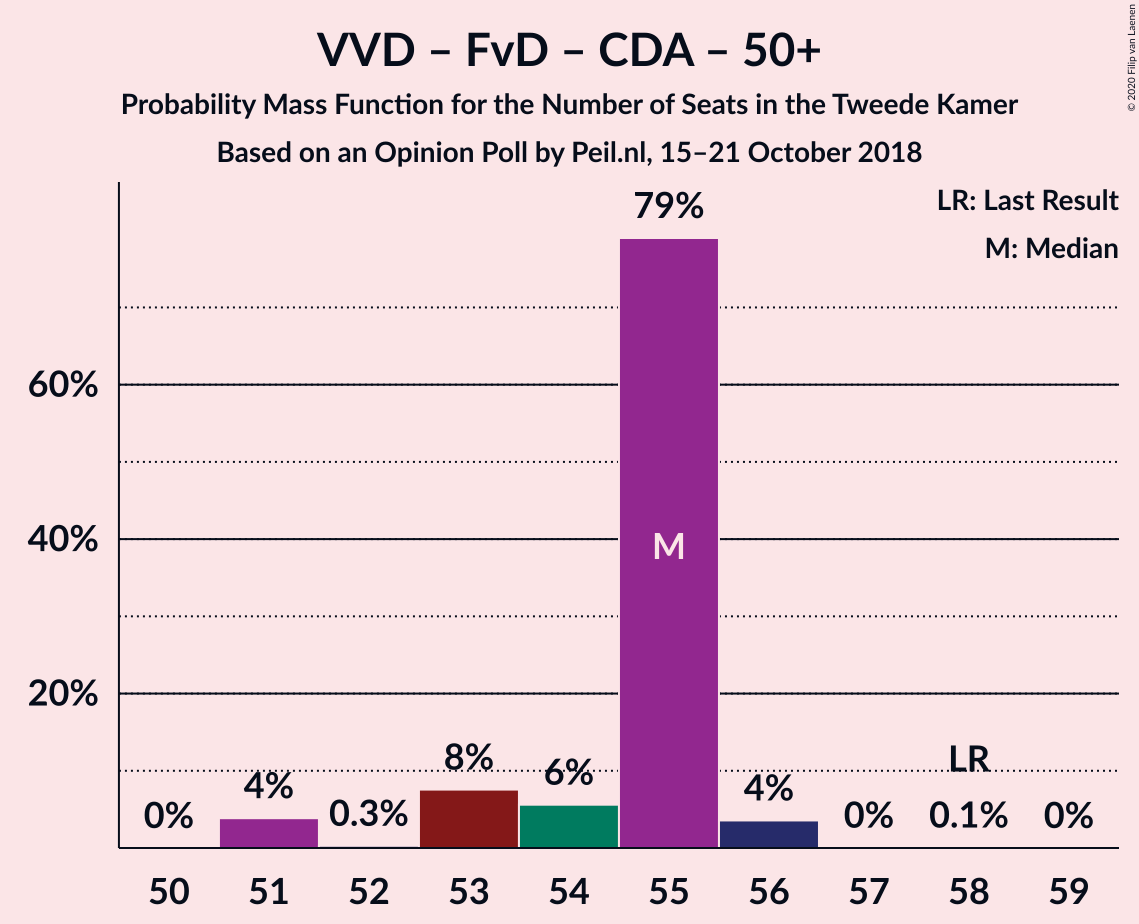 VVD – FvD – CDA – 50+
Probability Mass Function for the Number of Seats in the Tweede Kamer
Based on an Opinion Poll by Peil.nl, 15–21 October 2018
© 2020 Filip van Laenen
LR: Last Result
M: Median
79%
60%
40%
M
20%
LR
8%
6%
4%
4%
0%
0.3%
0%
0.1%
0%
50 51 52 53 54 55 56 57 58 59